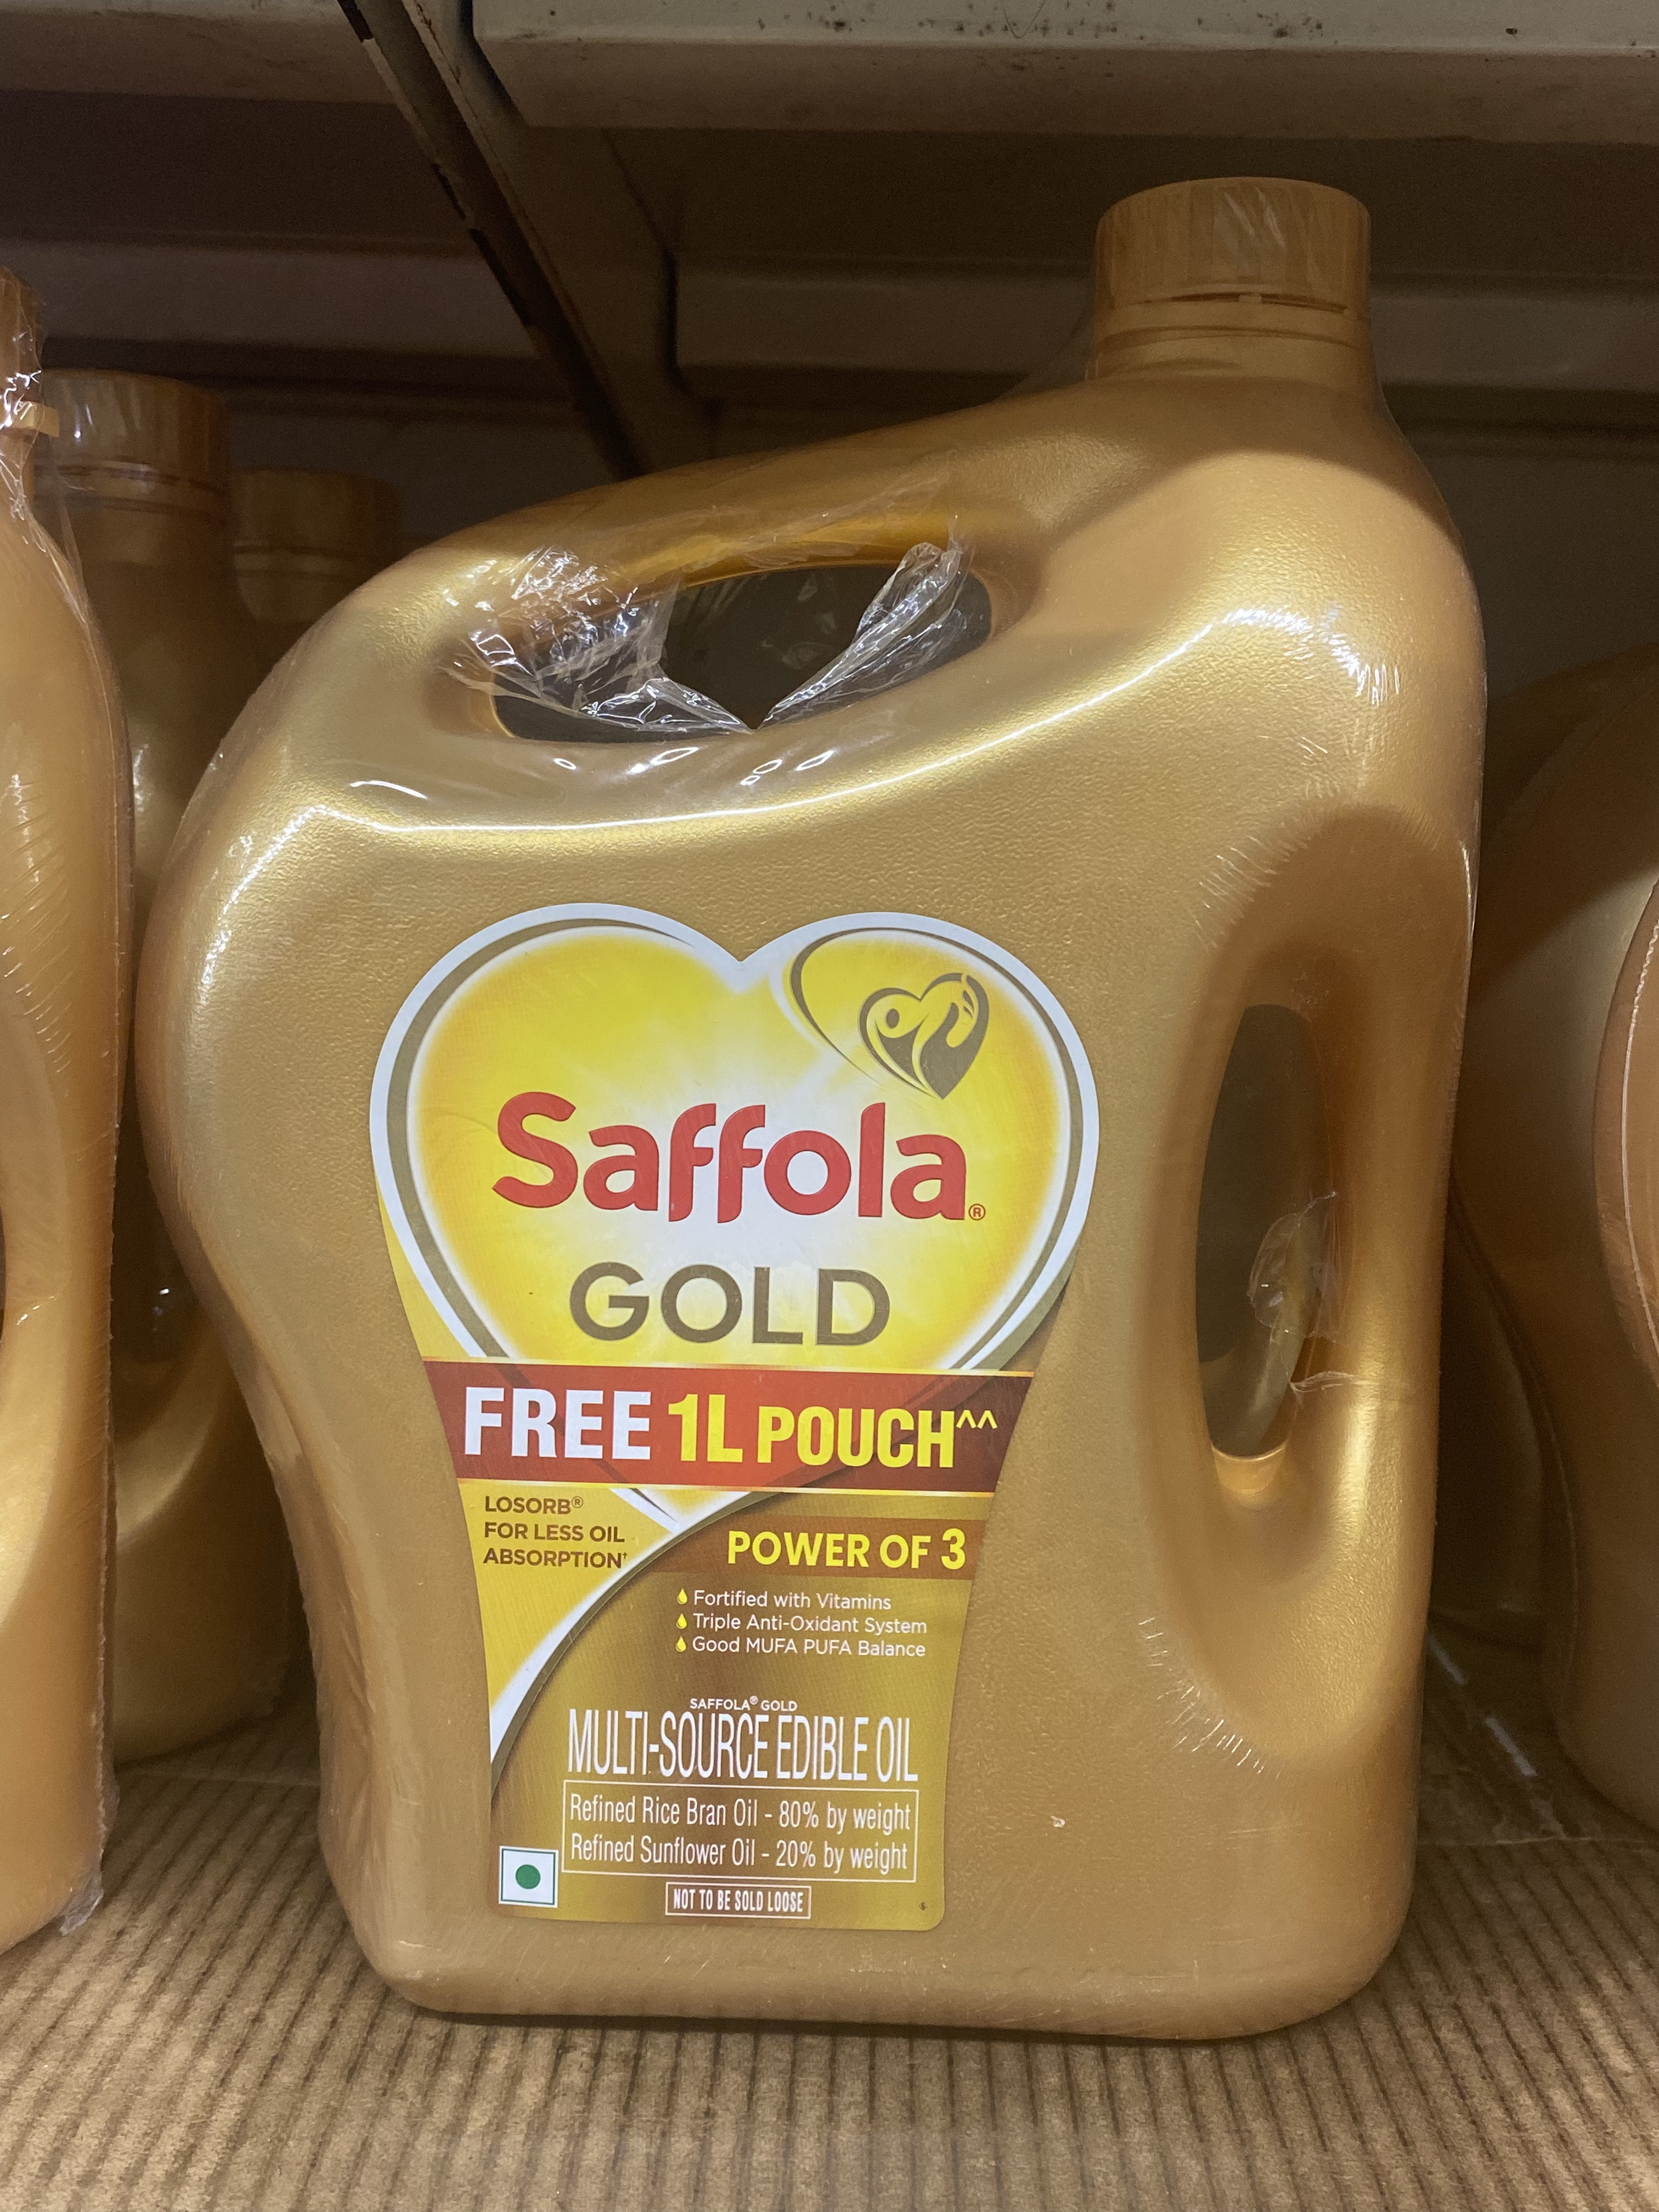 Saffola®
GOLD
FREE 1L POUCH^^
LOSORB®
FOR LESS OIL
ABSORPTION†
POWER OF 3
Fortified with Vitamins
Triple Anti-Oxidant System
Good MUFA PUFA Balance
SAFFOLA® GOLD
MULTI-SOURCE EDIBLE OIL
Refined Rice Bran Oil - 80% by weight
Refined Sunflower Oil - 20% by weight
NOT TO BE SOLD LOOSE